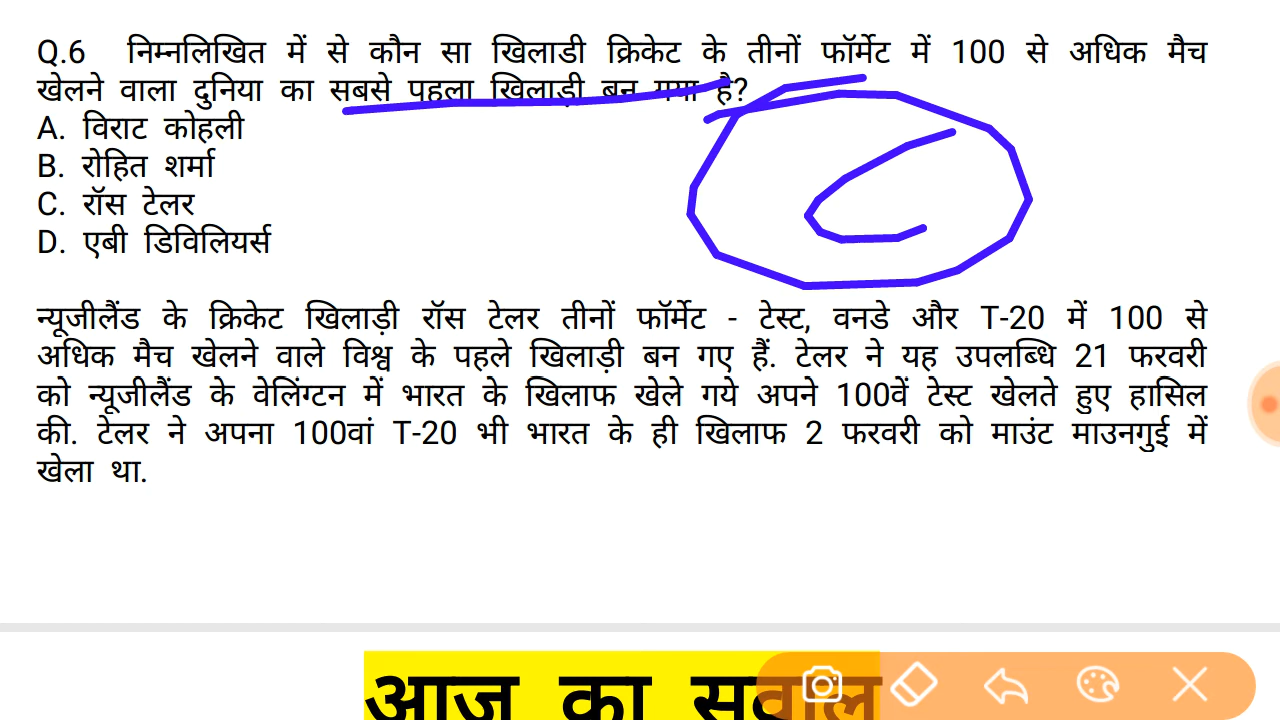 Q.6 निम्नलिखित में से कौन सा खिलाडी क्रिकेट के तीनों फॉर्मेट में 100 से अधिक मैच
खेलने वाला दुनिया का सबसे पहला खिलाड़ी बन गया है?
A. विराट कोहली
B. रोहित शर्मा
C. रॉस टेलर
D. एबी डिविलियर्स
C
न्यूजीलैंड के क्रिकेट खिलाड़ी रॉस टेलर तीनों फॉर्मेट - टेस्ट, वनडे और T-20 में 100 से
अधिक मैच खेलने वाले विश्व के पहले खिलाड़ी बन गए हैं. टेलर ने यह उपलब्धि 21 फरवरी
को न्यूजीलैंड के वेलिंग्टन में भारत के खिलाफ खेले गये अपने 100वें टेस्ट खेलते हुए हासिल
की. टेलर ने अपना 100वां T-20 भी भारत के ही खिलाफ 2 फरवरी को माउंट माउनगुई में
खेला था.
आज का सवाल